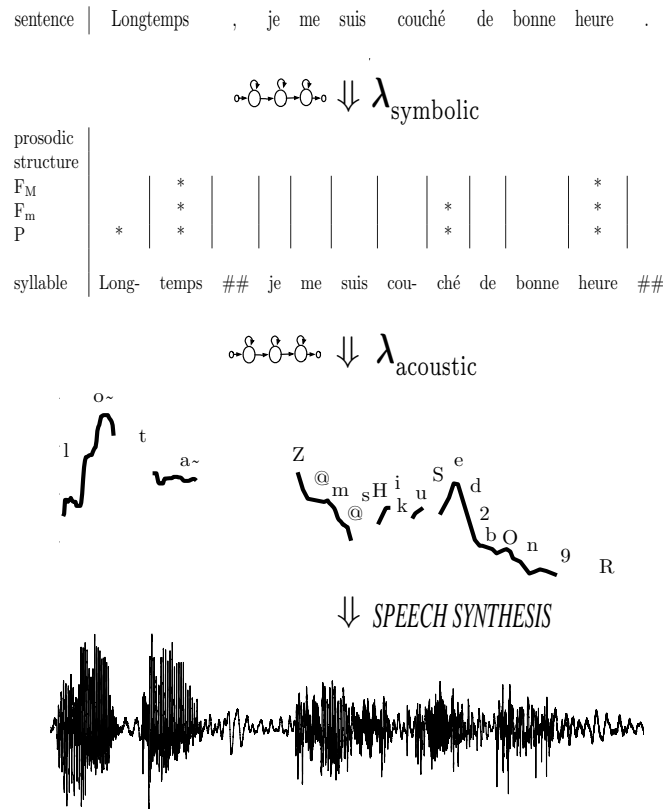 sentence Longtemps , je me suis couché de bonne heure .
λsymbolic
prosodic
structure
FM *  *
Fm * * *
P * * * *
syllable Long- temps ## je me suis cou- ché de bonne heure ##
λacoustic
l o~ t a~ Z @ m @ s H i k u S e d 2 b O n 9 R
SPEECH SYNTHESIS